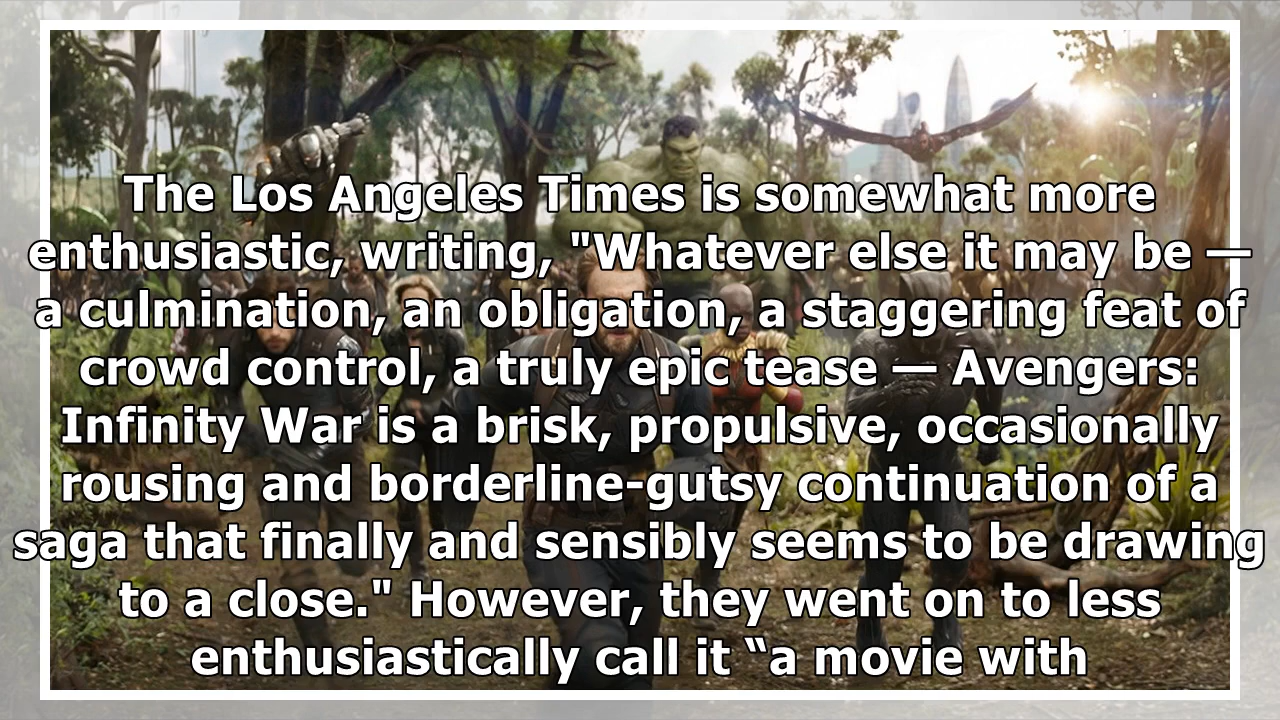 The Los Angeles Times is somewhat more
enthusiastic, writing, "Whatever else it may be —
a culmination, an obligation, a staggering feat of
crowd control, a truly epic tease — Avengers:
Infinity War is a brisk, propulsive, occasionally
rousing and borderline-gutsy continuation of a
saga that finally and sensibly seems to be drawing
to a close." However, they went on to less
enthusiastically call it “a movie with